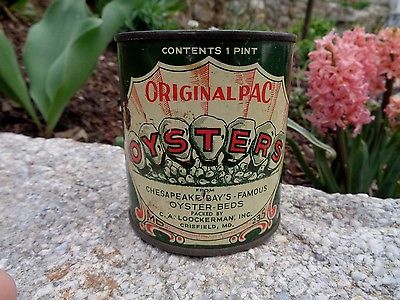 CONTENTS 1 PINT
ORIGINAL PAC
OYSTERS
FROM
CHESAPEAKE BAY'S-FAMOUS
OYSTER-BEDS
PACKED BY
C. A. LOOCKERMAN, INC.
CRISFIELD, MD.